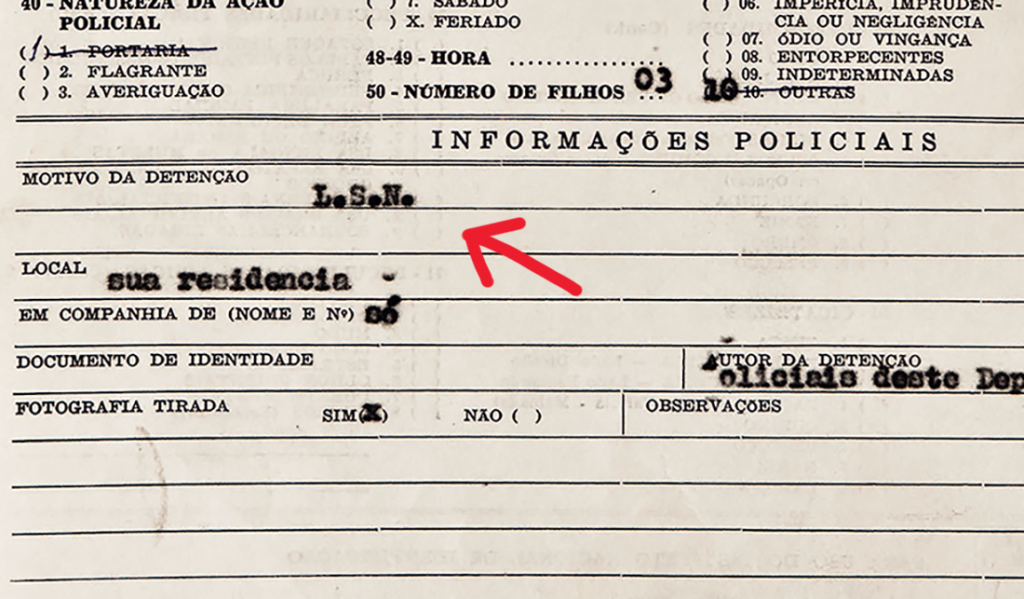 40 - NATUREZA DA AÇÃO
POLICIAL
(/) 1. PORTARIA
( ) 2. FLAGRANTE
( ) 3. AVERIGUAÇÃO
( ) 7. SÁBADO
( ) X. FERIADO
48-49 - HORA ..................
50 - NÚMERO DE FILHOS 03 ...
( ) 06. IMPERÍCIA, IMPRUDÊN-
CIA OU NEGLIGÊNCIA
( ) 07. ÓDIO OU VINGANÇA
( ) 08. ENTORPECENTES
( ) 09. INDETERMINADAS
10 10. OUTRAS
INFORMAÇÕES POLICIAIS
MOTIVO DA DETENÇÃO
L.S.N.
LOCAL
sua residencia -
EM COMPANHIA DE (NOME E Nº) só
DOCUMENTO DE IDENTIDADE
AUTOR DA DETENÇÃO
oliciais deste Dep
FOTOGRAFIA TIRADA SIM(X) NÃO ( )
OBSERVAÇÕES